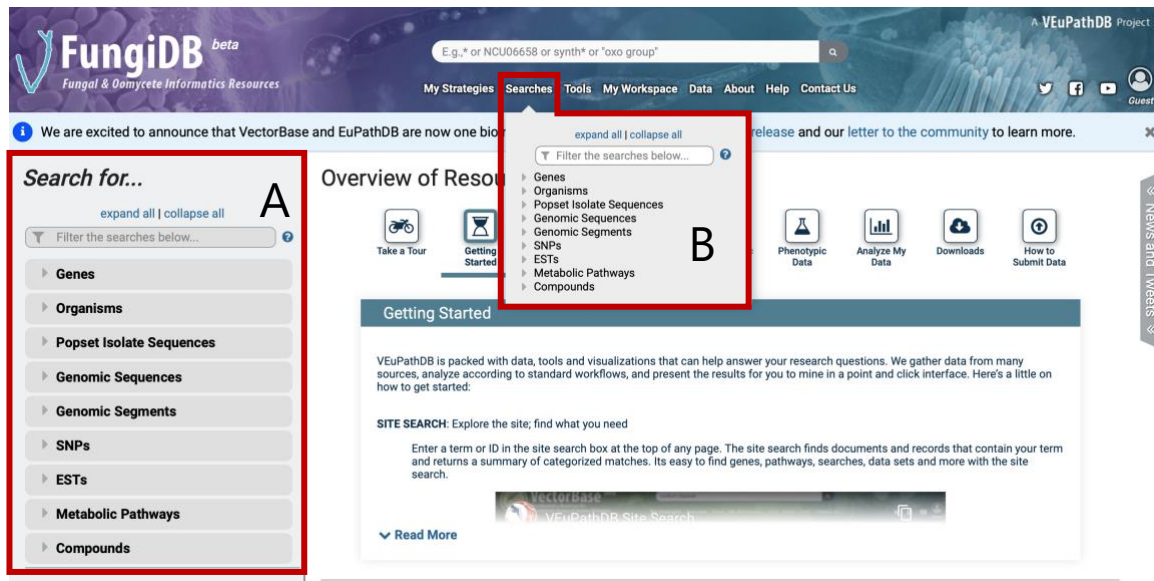 A VEuPathDB Project
FungiDB beta
Fungal & Oomycete Informatics Resources
E.g.,* or NCU06658 or synth* or "oxo group"
My Strategies Searches Tools My Workspace Data About Help Contact Us
Guest
We are excited to announce that VectorBase and EuPathDB are now one release and our letter to the community to learn more.
Search for...
A
expand all | collapse all
Filter the searches below...
Genes
Organisms
Popset Isolate Sequences
Genomic Sequences
Genomic Segments
SNPs
ESTs
Metabolic Pathways
Compounds
expand all | collapse all
Filter the searches below...
Genes
Organisms
Popset Isolate Sequences
Genomic Sequences
Genomic Segments
SNPs
ESTs
Metabolic Pathways
Compounds
B
Overview of
Take a Tour
Getting Started
Phenotypic Data
Analyze My Data
Downloads
How to Submit Data
News and Tweets
Getting Started
VEuPathDB is packed with data, tools and visualizations that can help answer your research questions. We gather data from many
sources, analyze according to standard workflows, and present the results for you to mine in a point and click interface. Here's a little on
how to get started:
SITE SEARCH: Explore the site; find what you need
Enter a term or ID in the site search box at the top of any page. The site search finds documents and records that contain your term
and returns a summary of categorized matches. Its easy to find genes, pathways, searches, data sets and more with the site
search.
VectorBase
VEuPathDB Site Search
Read More